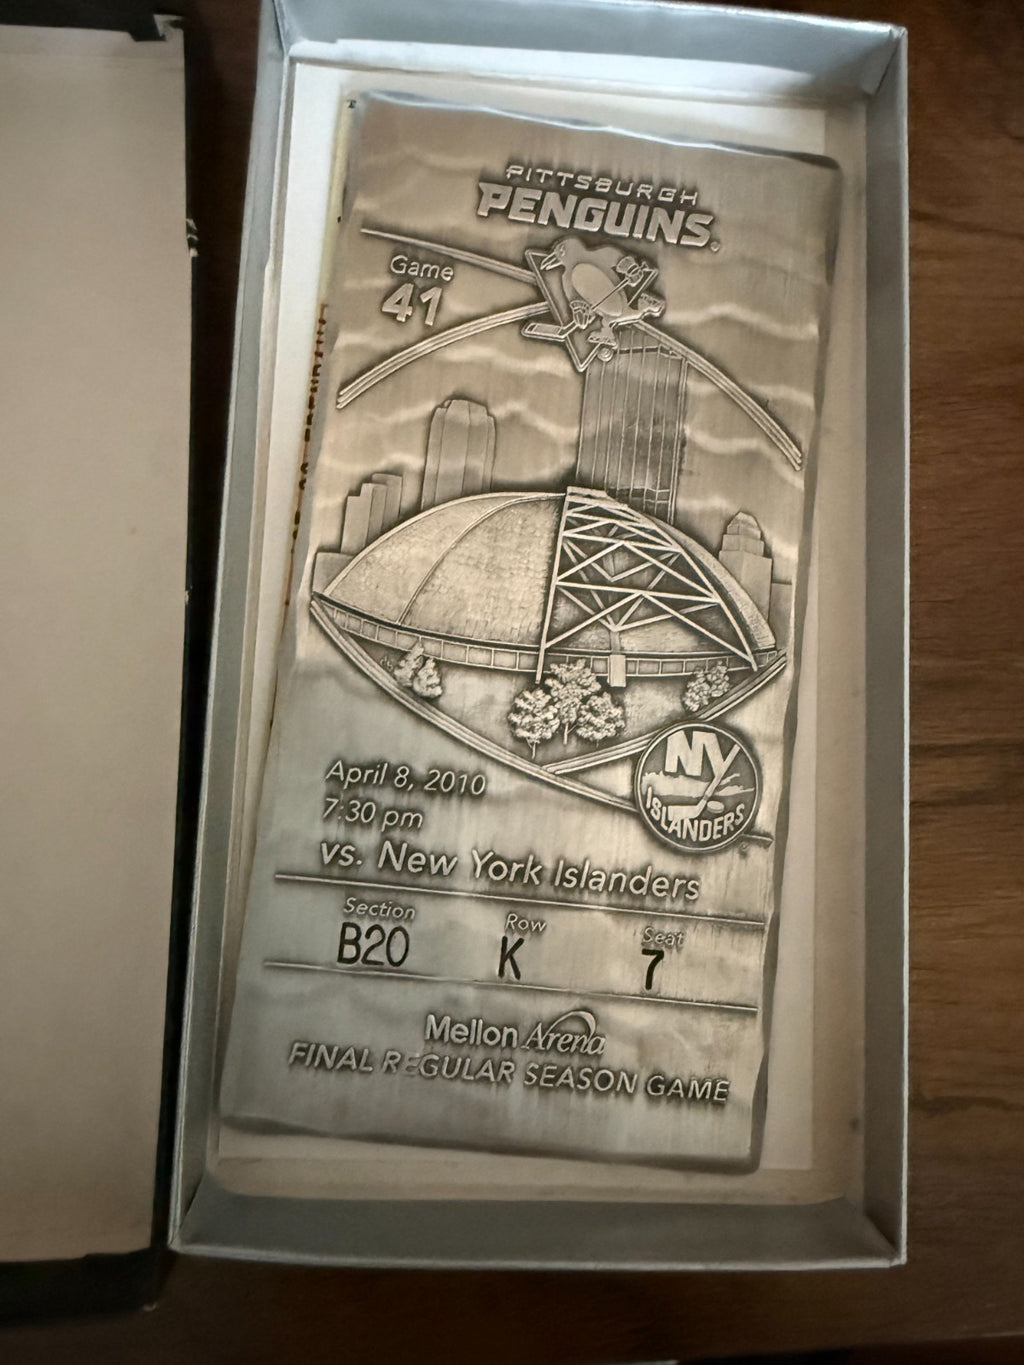 PITTSBURGH
PENGUINS
Game
41
April 8, 2010
7:30 pm
vs. New York Islanders
NY
ISLANDERS
Section Row Seat
B20 K 7
Mellon Arena
FINAL REGULAR SEASON GAME